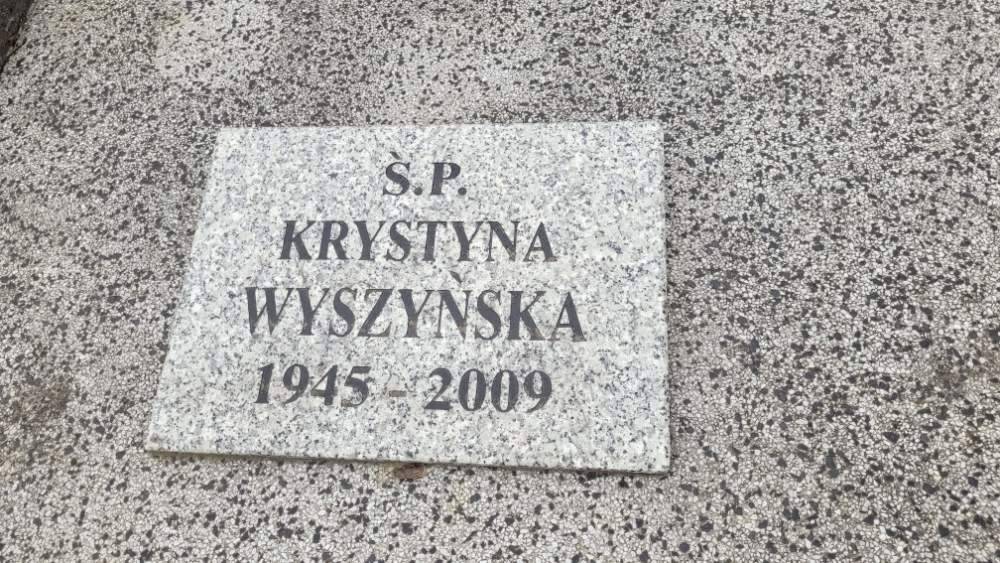 Ś.P.
KRYSTYNA
WYSZYŃSKA
1945 - 2009